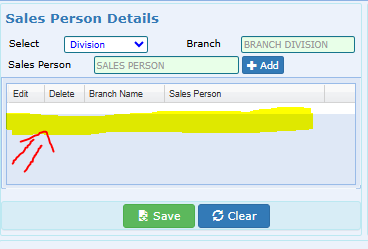 Sales Person Details
Select Division Branch BRANCH DIVISION
Sales Person SALES PERSON Add
Edit Delete Branch Name Sales Person
Save Clear